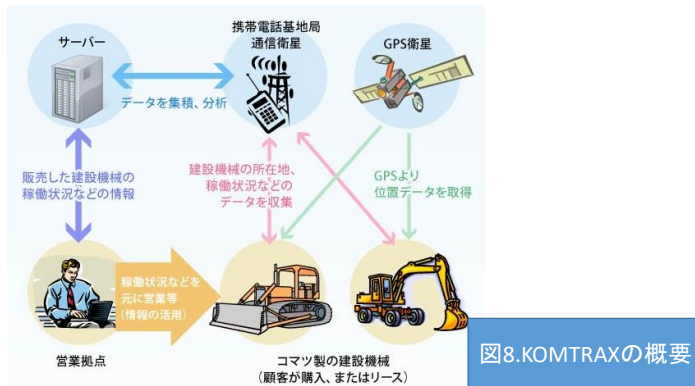 サーバー
携帯電話基地局
通信衛星
GPS衛星
データを集積、分析
販売した建設機械の
稼働状況などの情報
建設機械の所在地、
稼働状況などの
データを収集
GPSより
位置データを取得
稼働状況などを
元に営業等
(情報の活用)
営業拠点
コマツ製の建設機械
(顧客が購入、またはリース)
図8.KOMTRAXの概要